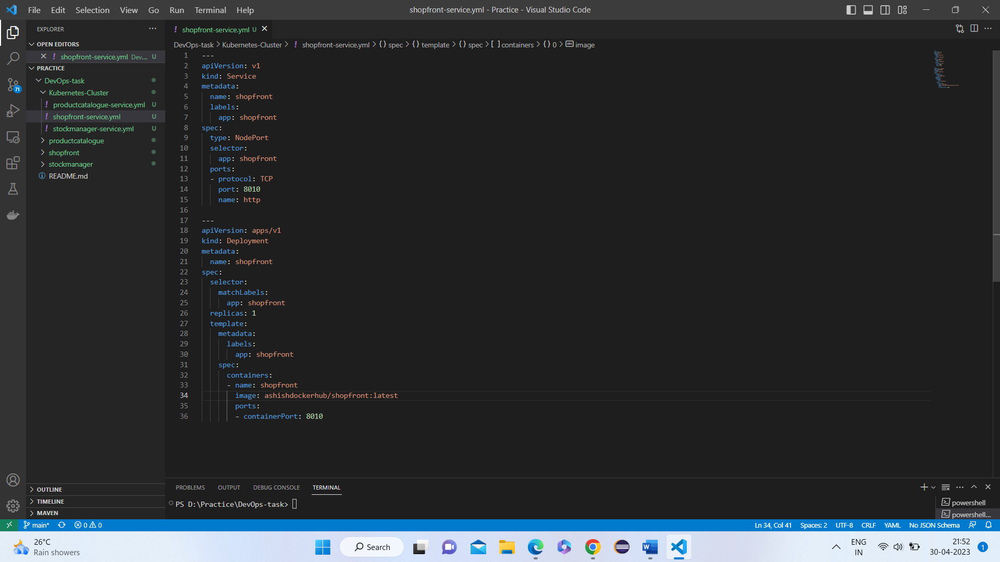 File Edit Selection View Go Run Terminal Help
shopfront-service.yml - Practice - Visual Studio Code
EXPLORER
OPEN EDITORS
shopfront-service.yml Dev... U
PRACTICE
DevOps-task
Kubernetes-Cluster
productcatalogue-service.yml U
shopfront-service.yml U
stockmanager-service.yml U
productcatalogue
shopfront
stockmanager
README.md
71
OUTLINE
TIMELINE
MAVEN
shopfront-service.yml U
DevOps-task > Kubernetes-Cluster > ! shopfront-service.yml > {} spec > {} template > {} spec > [ ] containers > {} 0 > image
1 ---
2 apiVersion: v1
3 kind: Service
4 metadata:
5   name: shopfront
6   labels:
7     app: shopfront
8 spec:
9   type: NodePort
10   selector:
11     app: shopfront
12   ports:
13   - protocol: TCP
14     port: 8010
15     name: http
16
17 ---
18 apiVersion: apps/v1
19 kind: Deployment
20 metadata:
21   name: shopfront
22 spec:
23   selector:
24     matchLabels:
25       app: shopfront
26   replicas: 1
27   template:
28     metadata:
29       labels:
30         app: shopfront
31     spec:
32       containers:
33       - name: shopfront
34         image: ashishdockerhub/shopfront:latest
35         ports:
36         - containerPort: 8010
PROBLEMS OUTPUT DEBUG CONSOLE TERMINAL
PS D:\Practice\DevOps-task>
powershell
powershell...
main* 0 0
Ln 34, Col 41 Spaces: 2 UTF-8 CRLF YAML No JSON Schema
26°C
Rain showers
Search
ENG
IN
21:52
30-04-2023
1